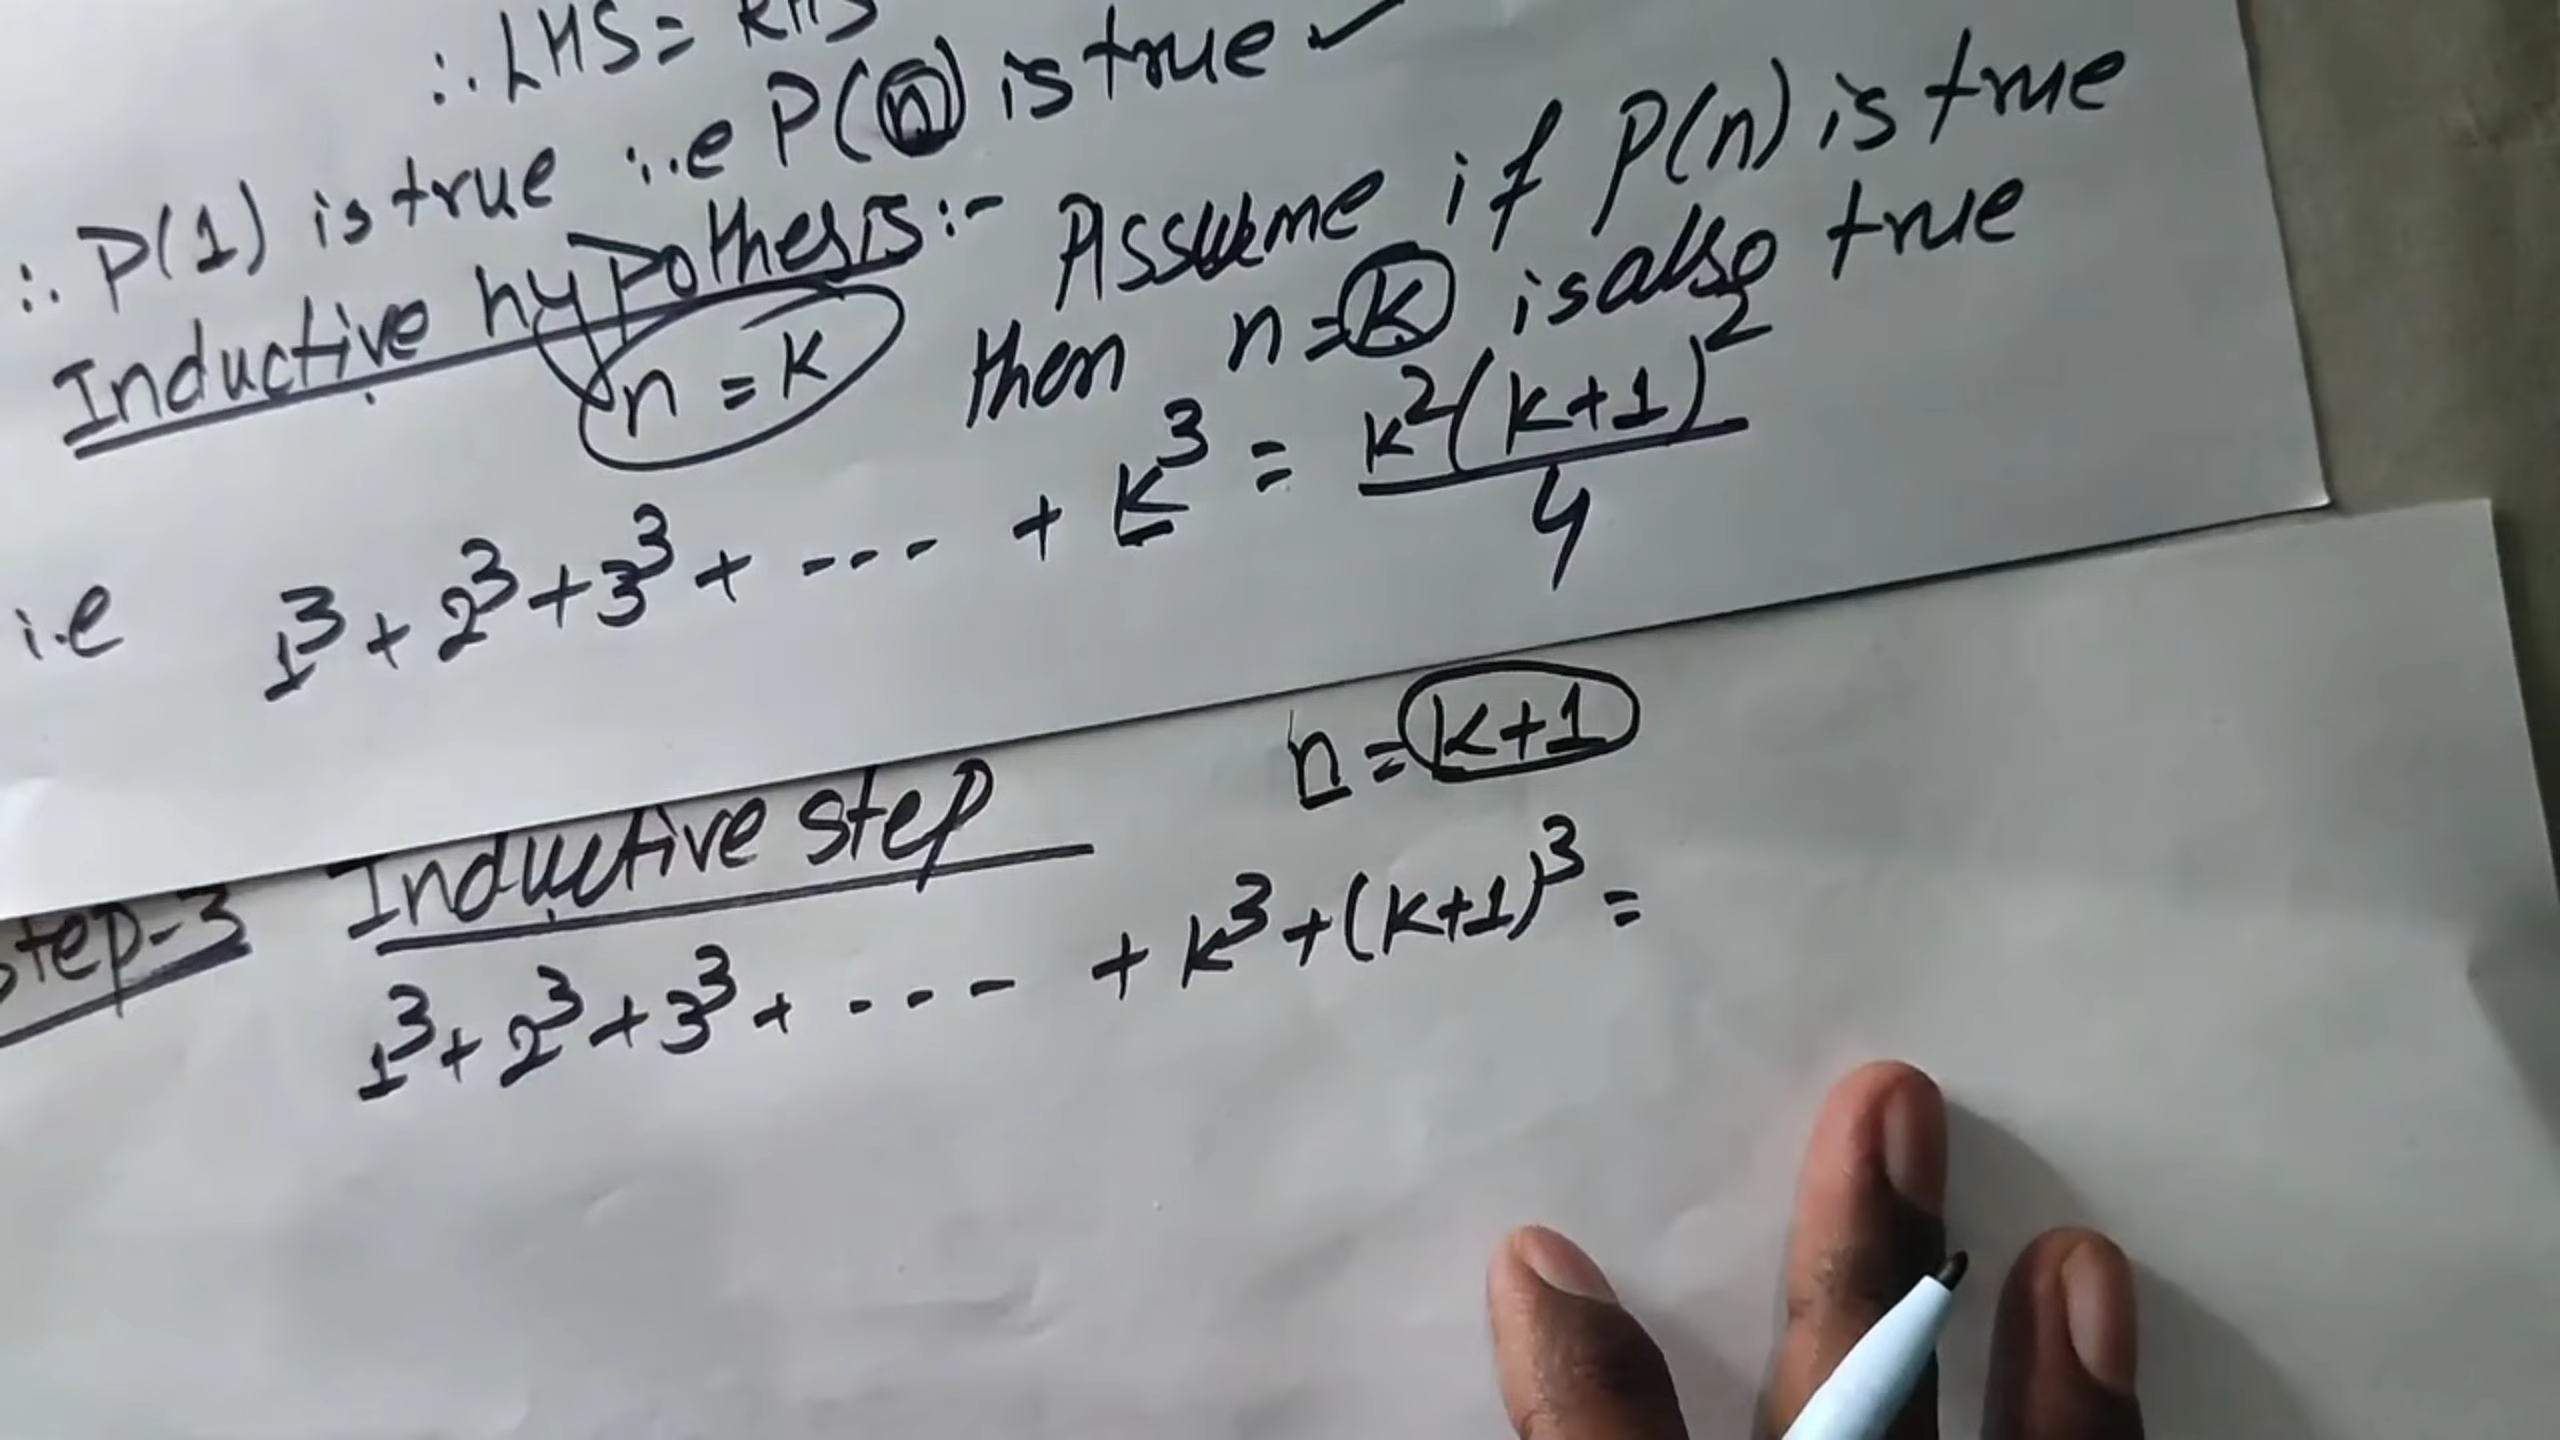 ∴ LHS = RHS
∴ P(1) is true i.e P(n) is true ✓
Inductive hypothesis :- Assume if P(n) is true
n = k then n = k is also true
i.e 1³ + 2³ + 3³ + --- + k³ = k²(k+1)²/4
n = k+1
Step-3 Inductive step
1³ + 2³ + 3³ + --- + k³ + (k+1)³ =